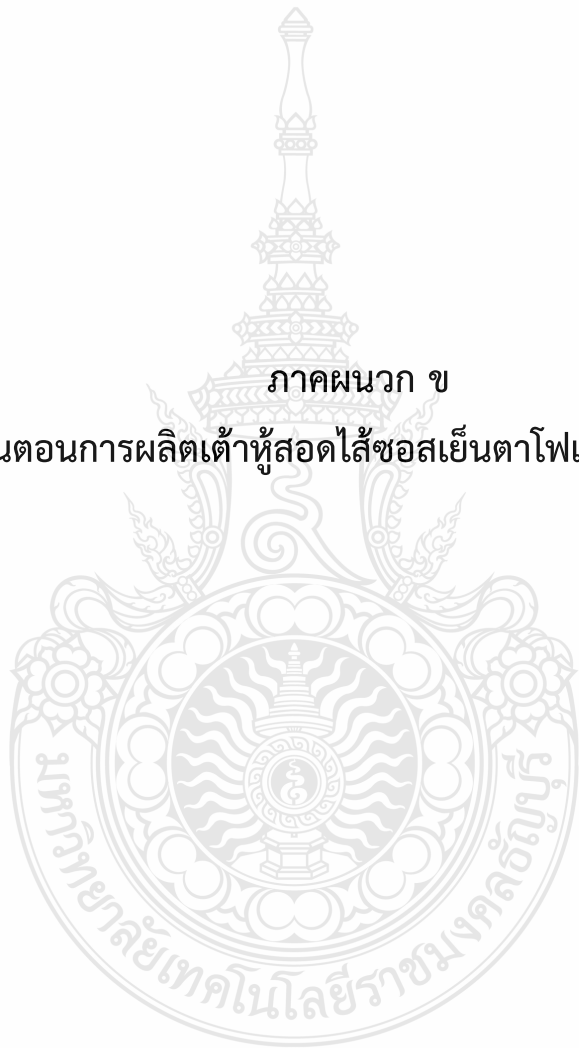 ภาคผนวก ข
นตอนการผลิตเต้าหู้สอดไส้ซอสเย็นตาโฟ
มหาวิทยาลัยเทคโนโลยีราชมงคลธัญบุรี